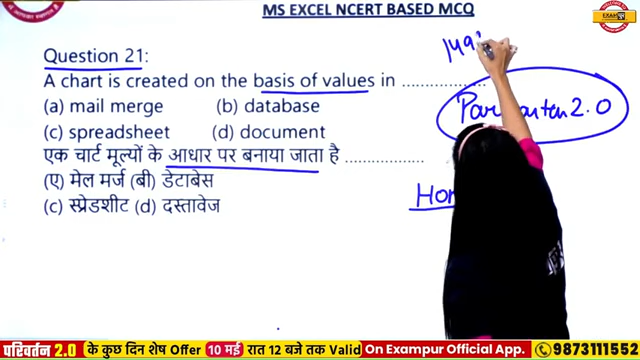 MS EXCEL NCERT BASED MCQ
Question 21:
A chart is created on the basis of values in ................
(a) mail merge (b) database
(c) spreadsheet (d) document
एक चार्ट मूल्यों के आधार पर बनाया जाता है ................
(ए) मेल मर्ज (बी) डेटाबेस
(c) स्प्रेडशीट (d) दस्तावेज
149
2.0
EXAMPUR
परिवर्तन 2.0 के कुछ दिन शेष Offer 10 मई रात 12 बजे तक Valid On Exampur Official App. 9873111552